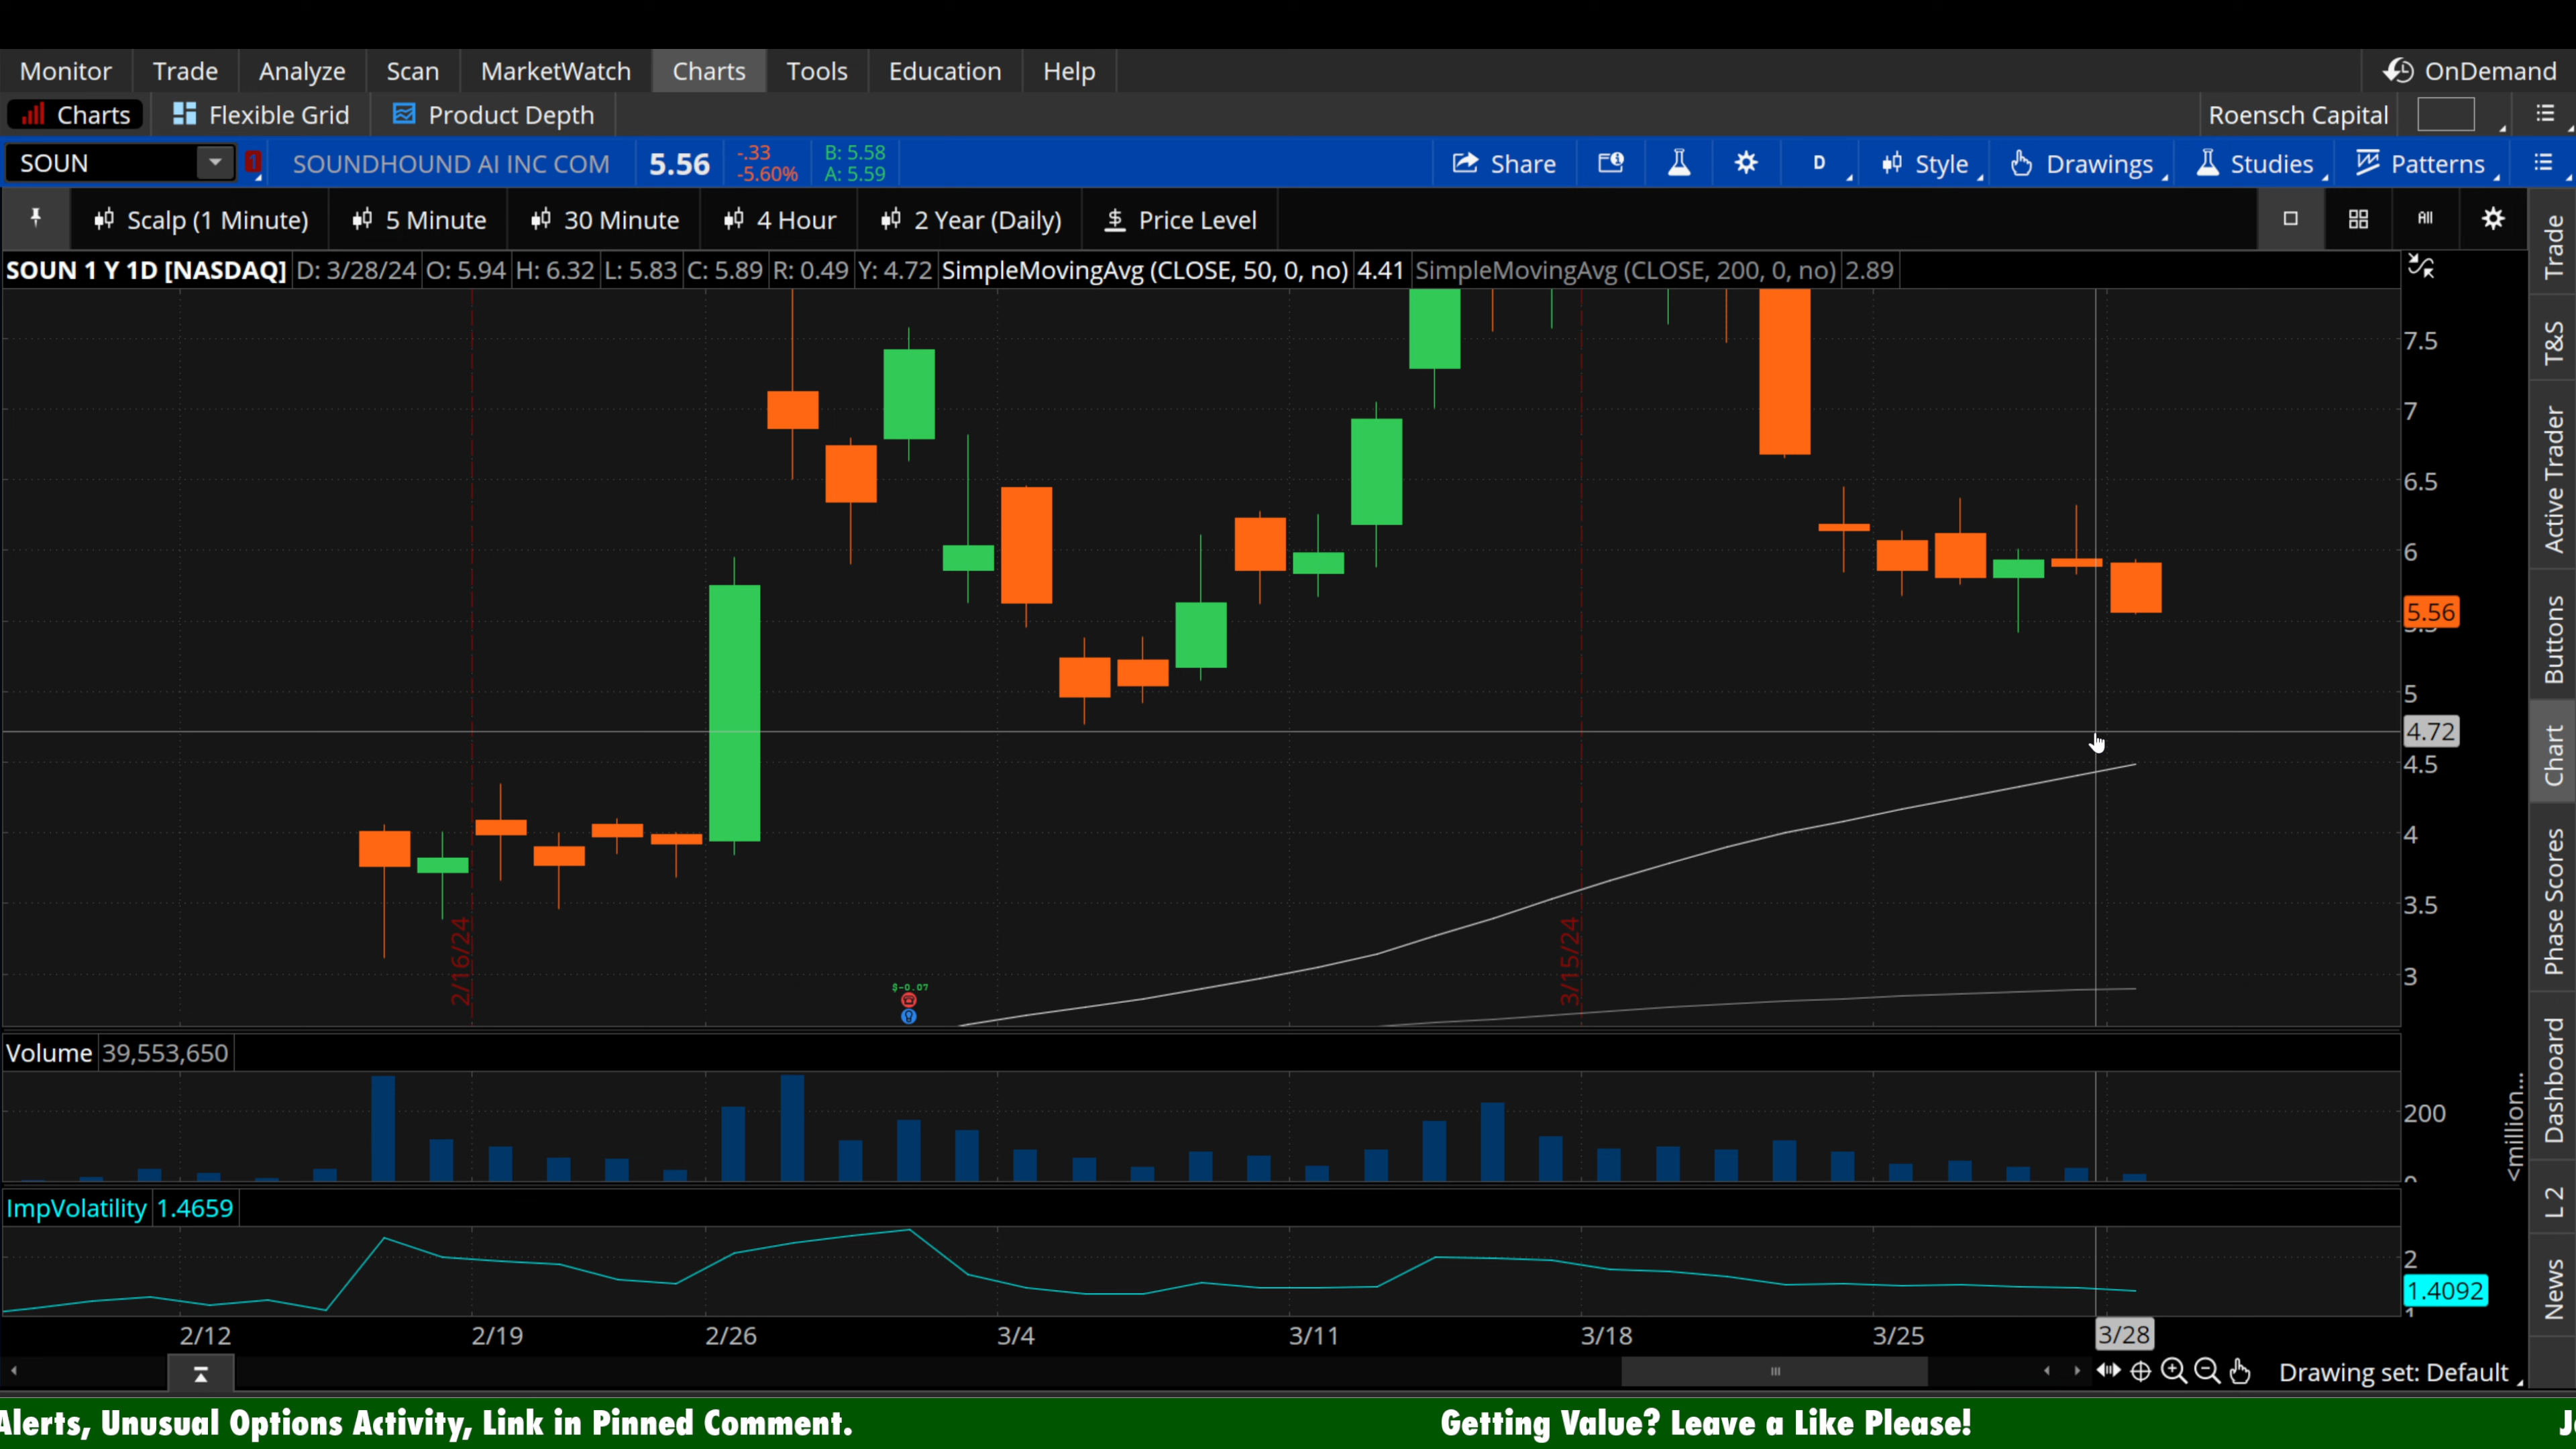 Monitor Trade Analyze Scan MarketWatch Charts Tools Education Help OnDemand
Charts Flexible Grid Product Depth Roensch Capital
SOUN 1 SOUNDHOUND AI INC COM 5.56 -.33 -5.60% B: 5.58 A: 5.59 Share D Style Drawings Studies Patterns
Scalp (1 Minute) 5 Minute 30 Minute 4 Hour 2 Year (Daily) $ Price Level All
SOUN 1 Y 1D [NASDAQ] D: 3/28/24 O: 5.94 H: 6.32 L: 5.83 C: 5.89 R: 0.49 Y: 4.72 SimpleMovingAvg (CLOSE, 50, 0, no) 4.41 SimpleMovingAvg (CLOSE, 200, 0, no) 2.89
7.5
7
6.5
6
5.56
5
4.72
4.5
4
3.5
3
2/16/24
3/15/24
$-0.07
Volume 39,553,650
200
<million...
ImpVolatility 1.4659
2
1.4092
2/12 2/19 2/26 3/4 3/11 3/18 3/25 3/28
Drawing set: Default
Trade
T&S
Active Trader
Buttons
Chart
Phase Scores
Dashboard
L 2
News
Alerts, Unusual Options Activity, Link in Pinned Comment. Getting Value? Leave a Like Please!